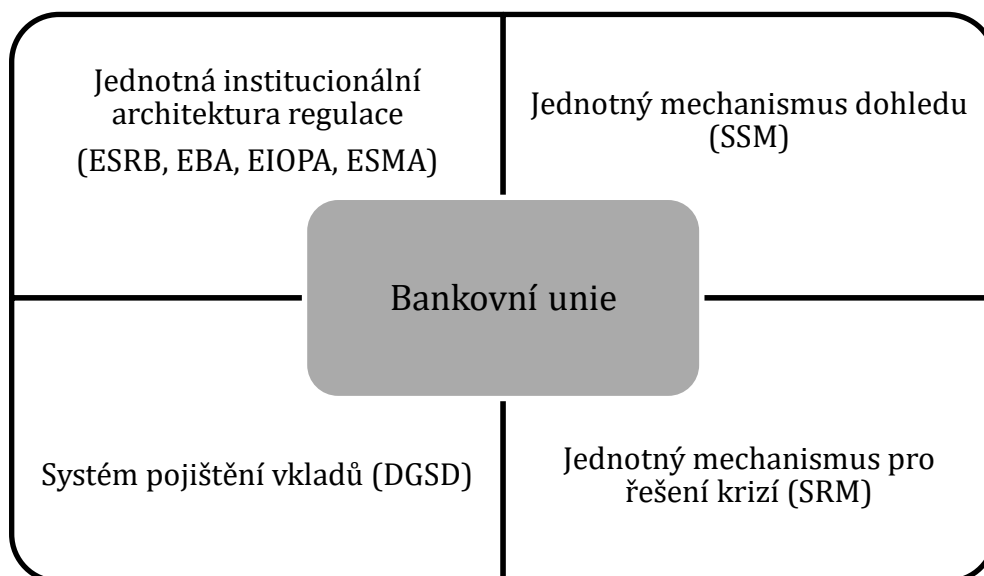 Jednotná institucionální
architektura regulace
(ESRB, EBA, EIOPA, ESMA)
Jednotný mechanismus dohledu
(SSM)
Bankovní unie
Systém pojištění vkladů (DGSD)
Jednotný mechanismus pro
řešení krizí (SRM)